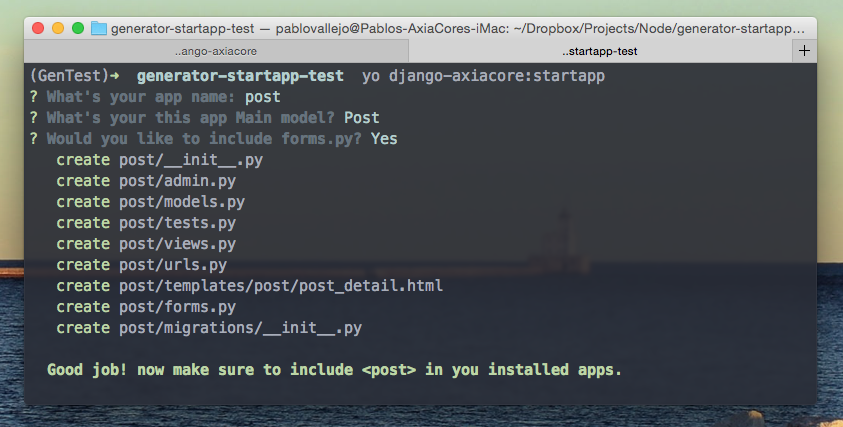 generator-startapp-test — pablovallejo@Pablos-AxiaCores-iMac: ~/Dropbox/Projects/Node/generator-startapp...
..ango-axiacore
..startapp-test
+
(GenTest)➜ generator-startapp-test yo django-axiacore:startapp
? What's your app name: post
? What's your this app Main model? Post
? Would you like to include forms.py? Yes
create post/__init__.py
create post/admin.py
create post/models.py
create post/tests.py
create post/views.py
create post/urls.py
create post/templates/post/post_detail.html
create post/forms.py
create post/migrations/__init__.py
Good job! now make sure to include <post> in you installed apps.